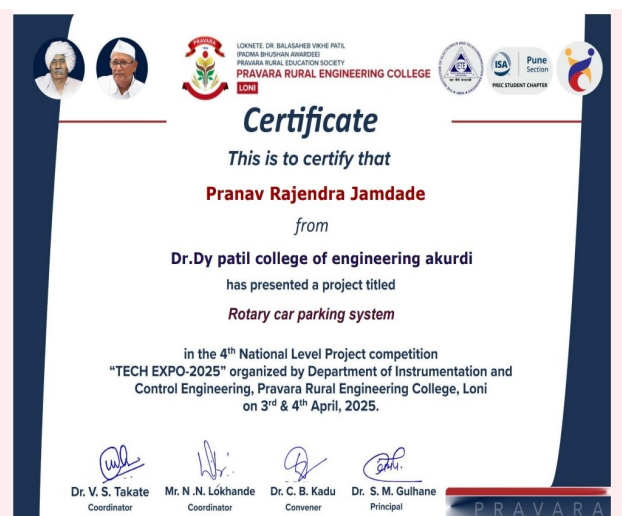 LOKNETE. DR. BALASAHEB VIKHE PATIL
(PADMA BHUSHAN AWARDEE)
PRAVARA RURAL EDUCATION SOCIETY
PRAVARA RURAL ENGINEERING COLLEGE
LONI
PRAVARA
IETE
ISA
Pune
Section
PREC STUDENT CHAPTER
Certificate
This is to certify that
Pranav Rajendra Jamdade
from
Dr.Dy patil college of engineering akurdi
has presented a project titled
Rotary car parking system
in the 4th National Level Project competition
“TECH EXPO-2025” organized by Department of Instrumentation and
Control Engineering, Pravara Rural Engineering College, Loni
on 3rd & 4th April, 2025.
Dr. V. S. Takate
Coordinator
Mr. N .N. Lokhande
Coordinator
Dr. C. B. Kadu
Convener
Dr. S. M. Gulhane
Principal
PRAVARA